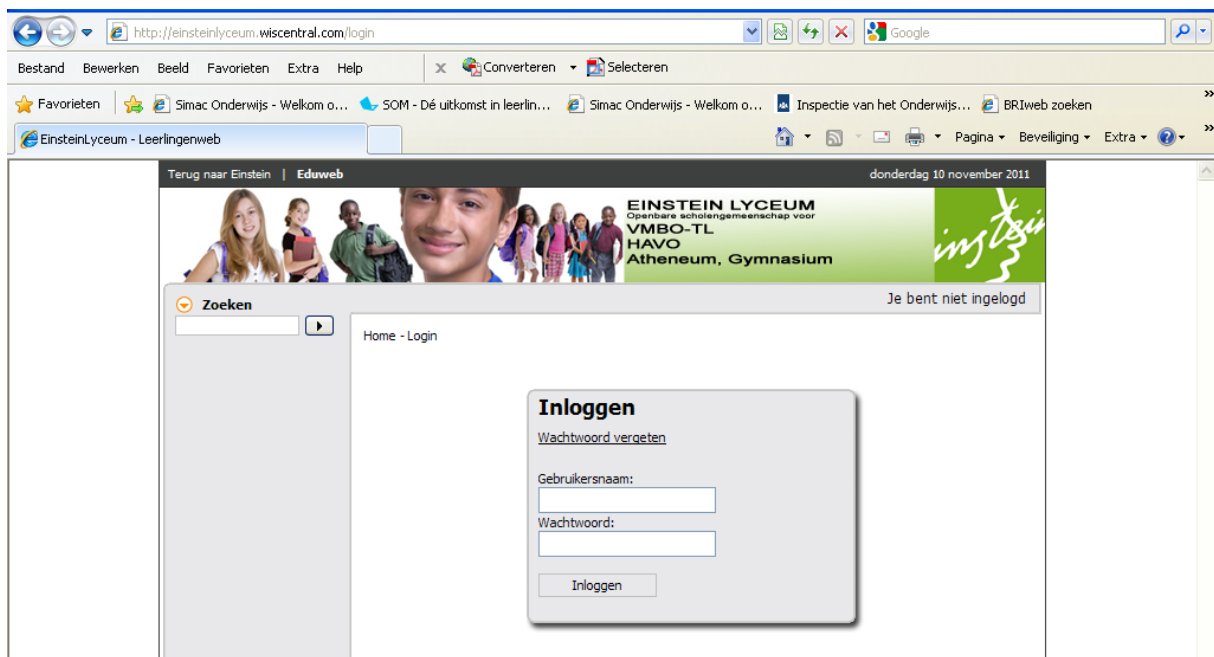 http://einsteinlyceum.wiscentral.com/login
Google
Bestand Bewerken Beeld Favorieten Extra Help x Converteren Selecteren
Favorieten Simac Onderwijs - Welkom o... SOM - Dé uitkomst in leerlin... Simac Onderwijs - Welkom o... Inspectie van het Onderwijs... BRIweb zoeken »
EinsteinLyceum - Leerlingenweb Pagina Beveiliging Extra »
Terug naar Einstein | Eduweb donderdag 10 november 2011
EINSTEIN LYCEUM
Openbare scholengemeenschap voor
VMBO-TL
HAVO
Atheneum, Gymnasium
einstein
Zoeken
Je bent niet ingelogd
Home - Login
Inloggen
Wachtwoord vergeten
Gebruikersnaam:
Wachtwoord:
Inloggen